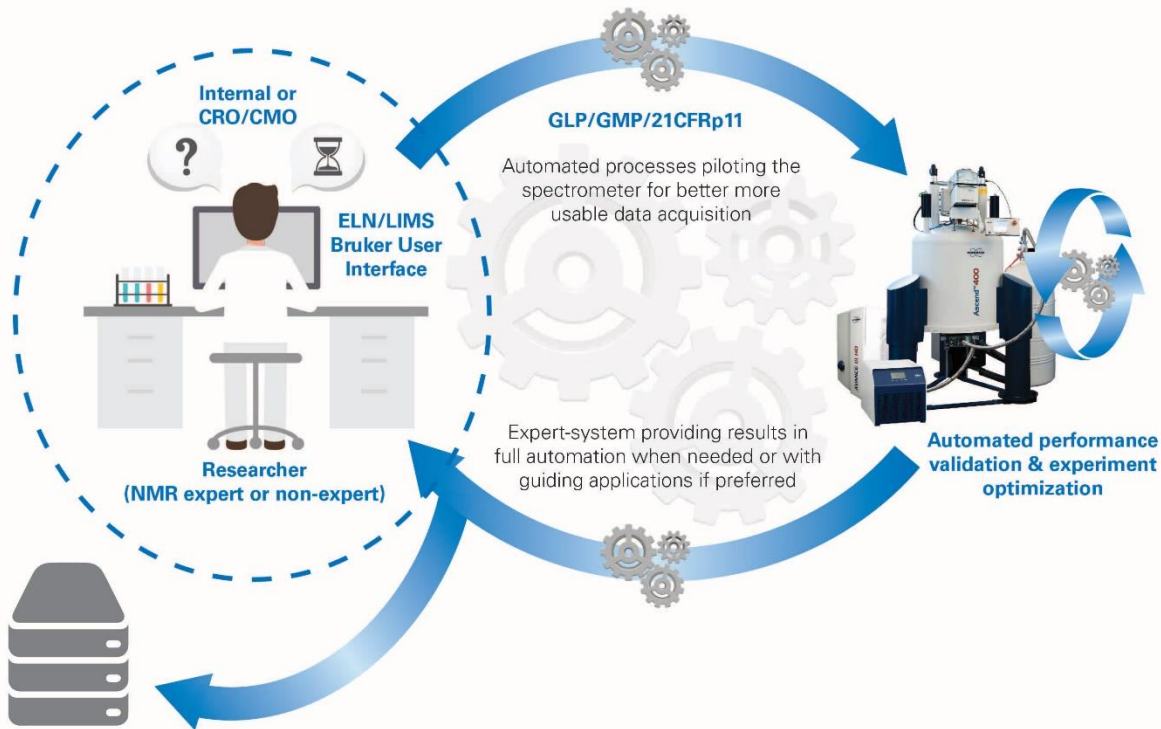 Internal or
CRO/CMO
?
ELN/LIMS
Bruker User
Interface
Researcher
(NMR expert or non-expert)
GLP/GMP/21CFRp11
Automated processes piloting the
spectrometer for better more
usable data acquisition
Expert-system providing results in
full automation when needed or with
guiding applications if preferred
Ascend™400
Automated performance
validation & experiment
optimization